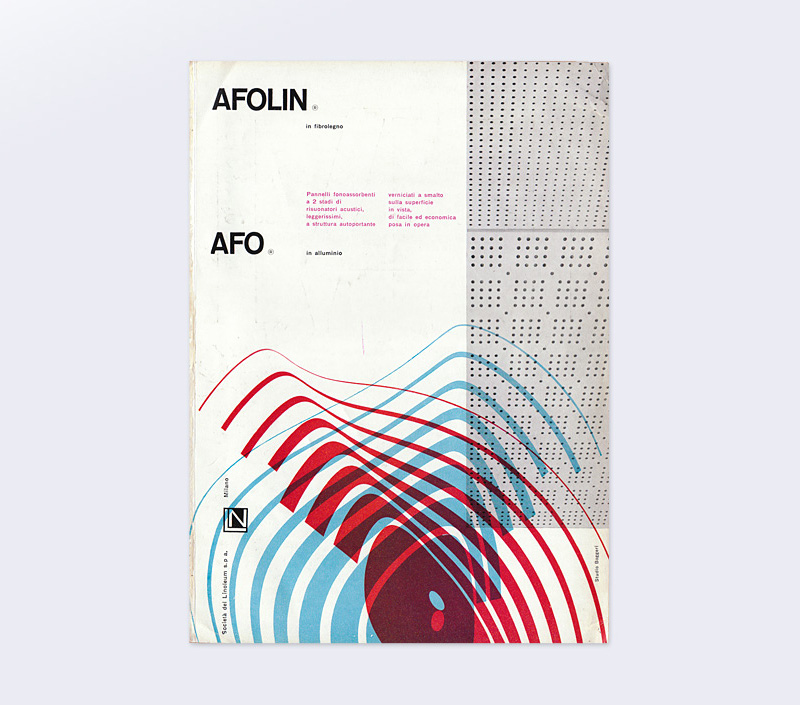 AFOLIN ®
in fibrolegno
Pannelli fonoassorbenti
a 2 stadi di
risuonatori acustici,
leggerissimi,
a struttura autoportante
verniciati a smalto
sulla superficie
in vista,
di facile ed economica
posa in opera
AFO ®
in alluminio
Milano
LN
Società del Linoleum s.p.a.
Studio Boggeri